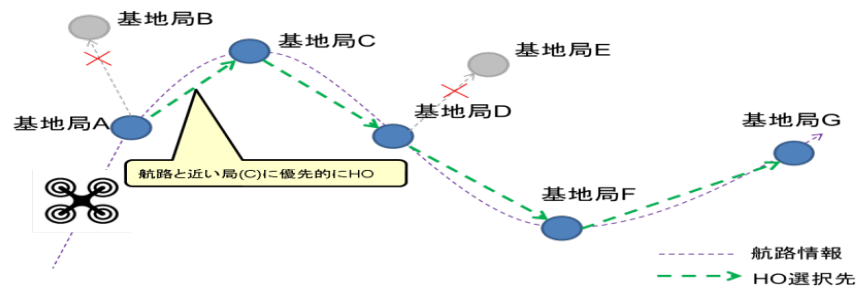 基地局B
基地局C
基地局E
基地局A
基地局D
基地局G
航路と近い局(C)に優先的にHO
基地局F
航路情報
HO選択先